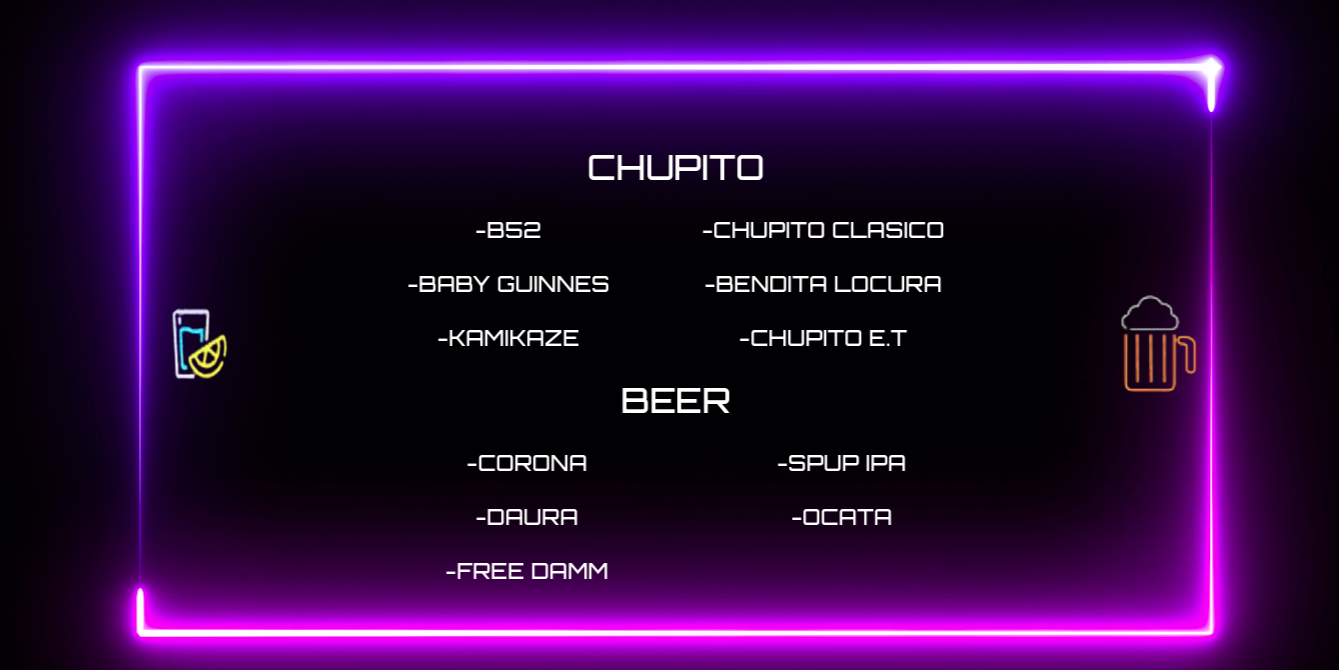 CHUPITO
-B52 -CHUPITO CLASICO
-BABY GUINNES -BENDITA LOCURA
-KAMIKAZE -CHUPITO E.T
BEER
-CORONA -SPUP IPA
-DAURA -OCATA
-FREE DAMM